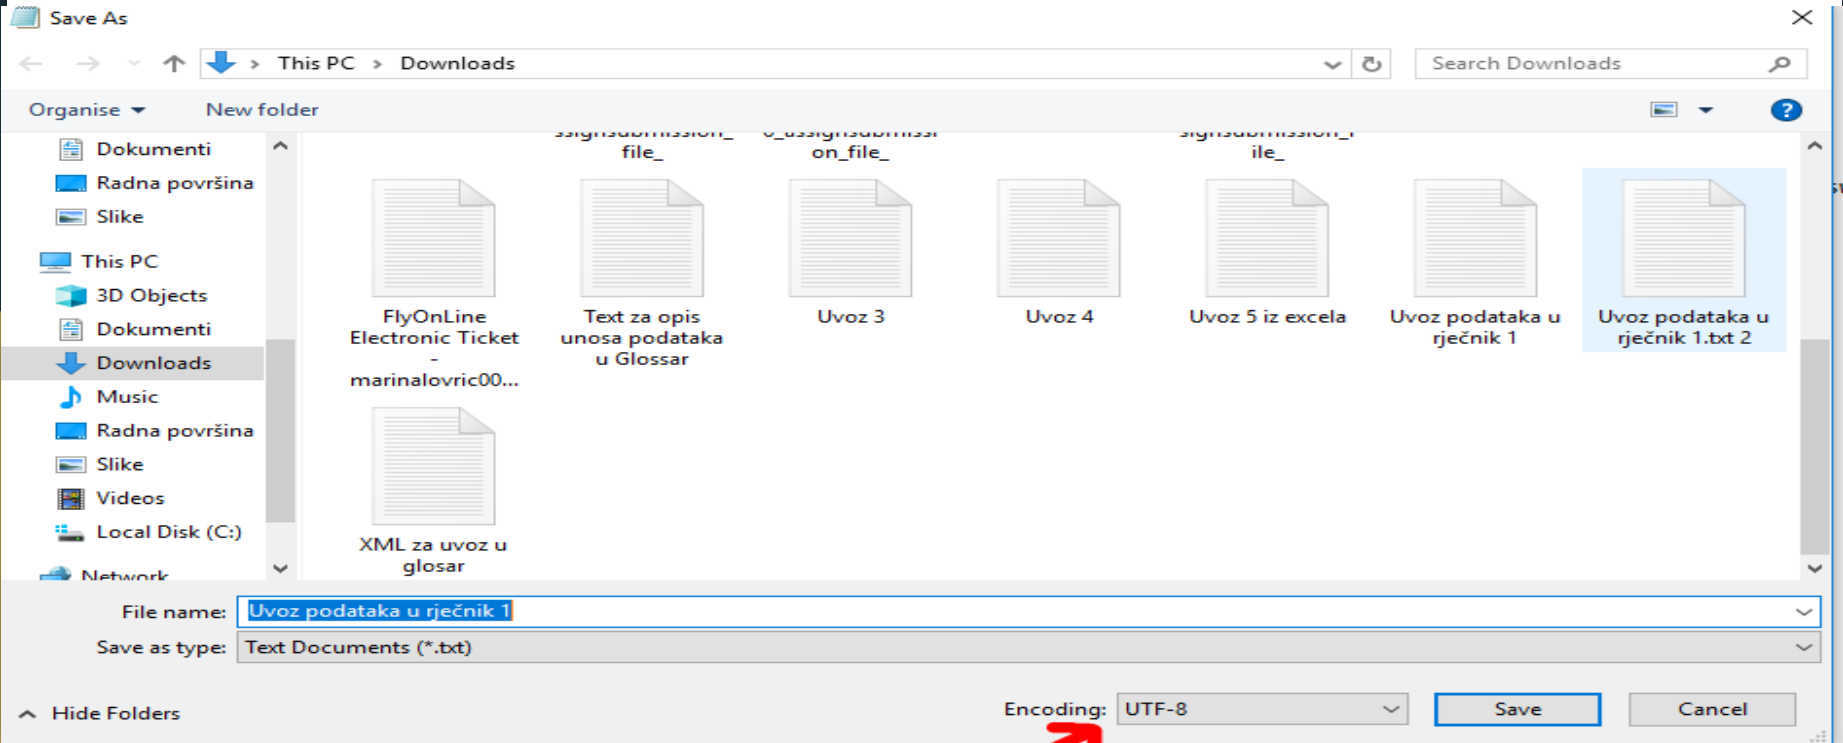 Save As
This PC > Downloads
Search Downloads
Organise
New folder
Dokumenti
Radna površina
Slike
This PC
3D Objects
Dokumenti
Downloads
Music
Radna površina
Slike
Videos
Local Disk (C:)
Network
ssignsubmission_
file_
o_assignsubmissi
on_file_
signsubmission_f
ile_
FlyOnLine
Electronic Ticket
-
marinalovric00...
Text za opis
unosa podataka
u Glossar
Uvoz 3
Uvoz 4
Uvoz 5 iz excela
Uvoz podataka u
rječnik 1
Uvoz podataka u
rječnik 1.txt 2
XML za uvoz u
glosar
File name: Uvoz podataka u rječnik 1
Save as type: Text Documents (*.txt)
Hide Folders
Encoding: UTF-8
Save
Cancel